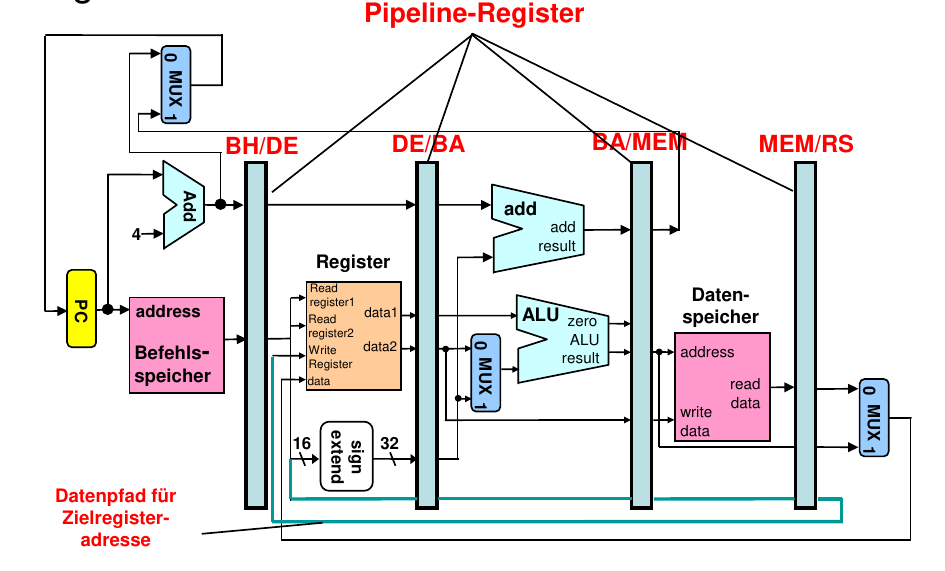 Pipeline-Register
0 MUX 1
BH/DE
DE/BA
BA/MEM
MEM/RS
Add
4
add
add
result
Register
Read
register1
Read
register2
Write
Register
data
data1
data2
PC
address
Befehls-
speicher
ALU
zero
ALU
result
0 MUX 1
Daten-
speicher
address
read
data
write
data
0 MUX 1
16
sign
extend
32
Datenpfad für
Zielregister-
adresse